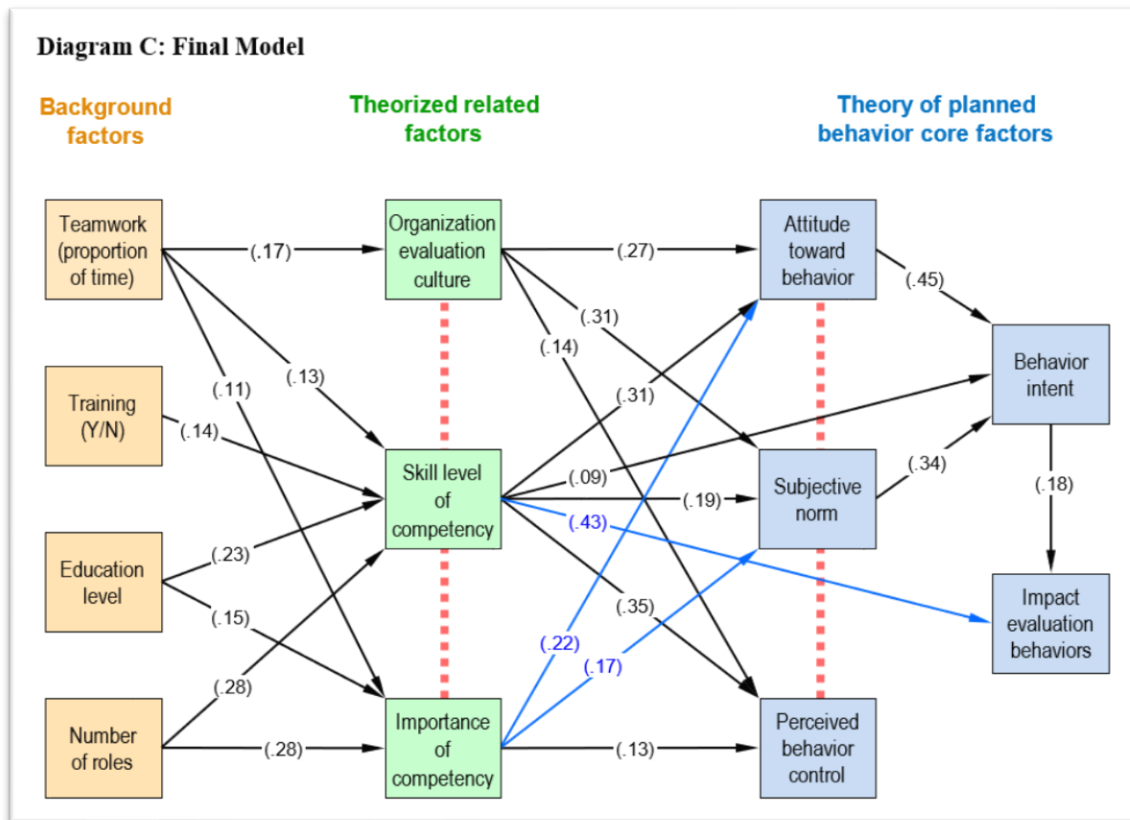 Diagram C: Final Model
Background
factors
Theorized related
factors
Theory of planned
behavior core factors
Teamwork
(proportion
of time)
Organization
evaluation
culture
Attitude
toward
behavior
(.17)
(.27)
(.45)
(.31)
(.14)
Behavior
intent
(.13)
(.11)
(.31)
Training
(Y/N)
(.14)
Skill level
of
competency
(.09)
(.19)
(.43)
Subjective
norm
(.34)
(.18)
Education
level
(.23)
(.15)
(.35)
Impact
evaluation
behaviors
(.22)
(.17)
(.28)
Number
of roles
(.28)
Importance
of
competency
(.13)
Perceived
behavior
control